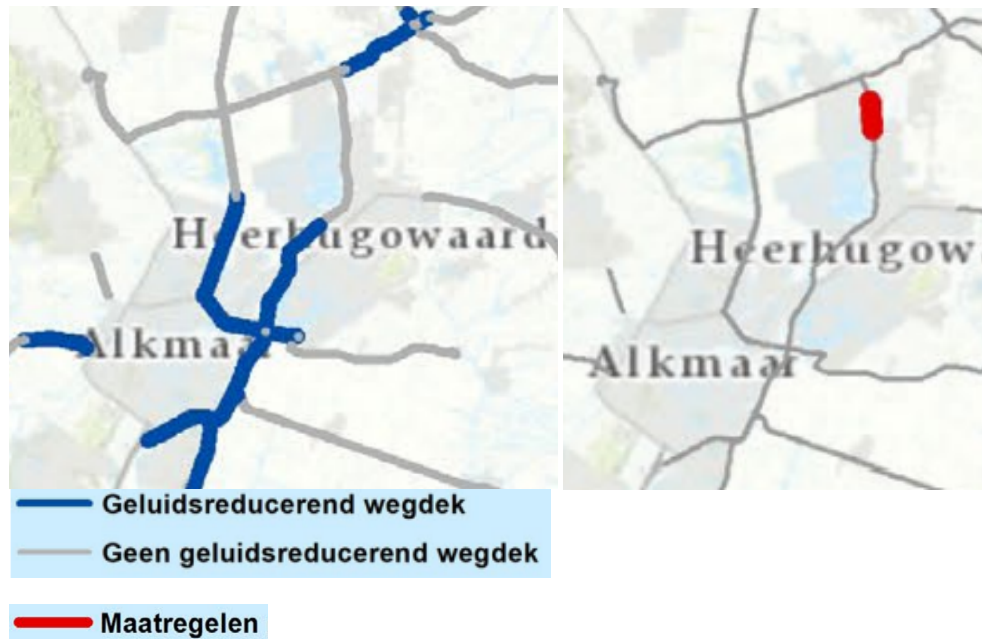 Heerhugowaard
Alkmaar
Heerhugow
Alkmaar
Geluidsreducerend wegdek
Geen geluidsreducerend wegdek
Maatregelen